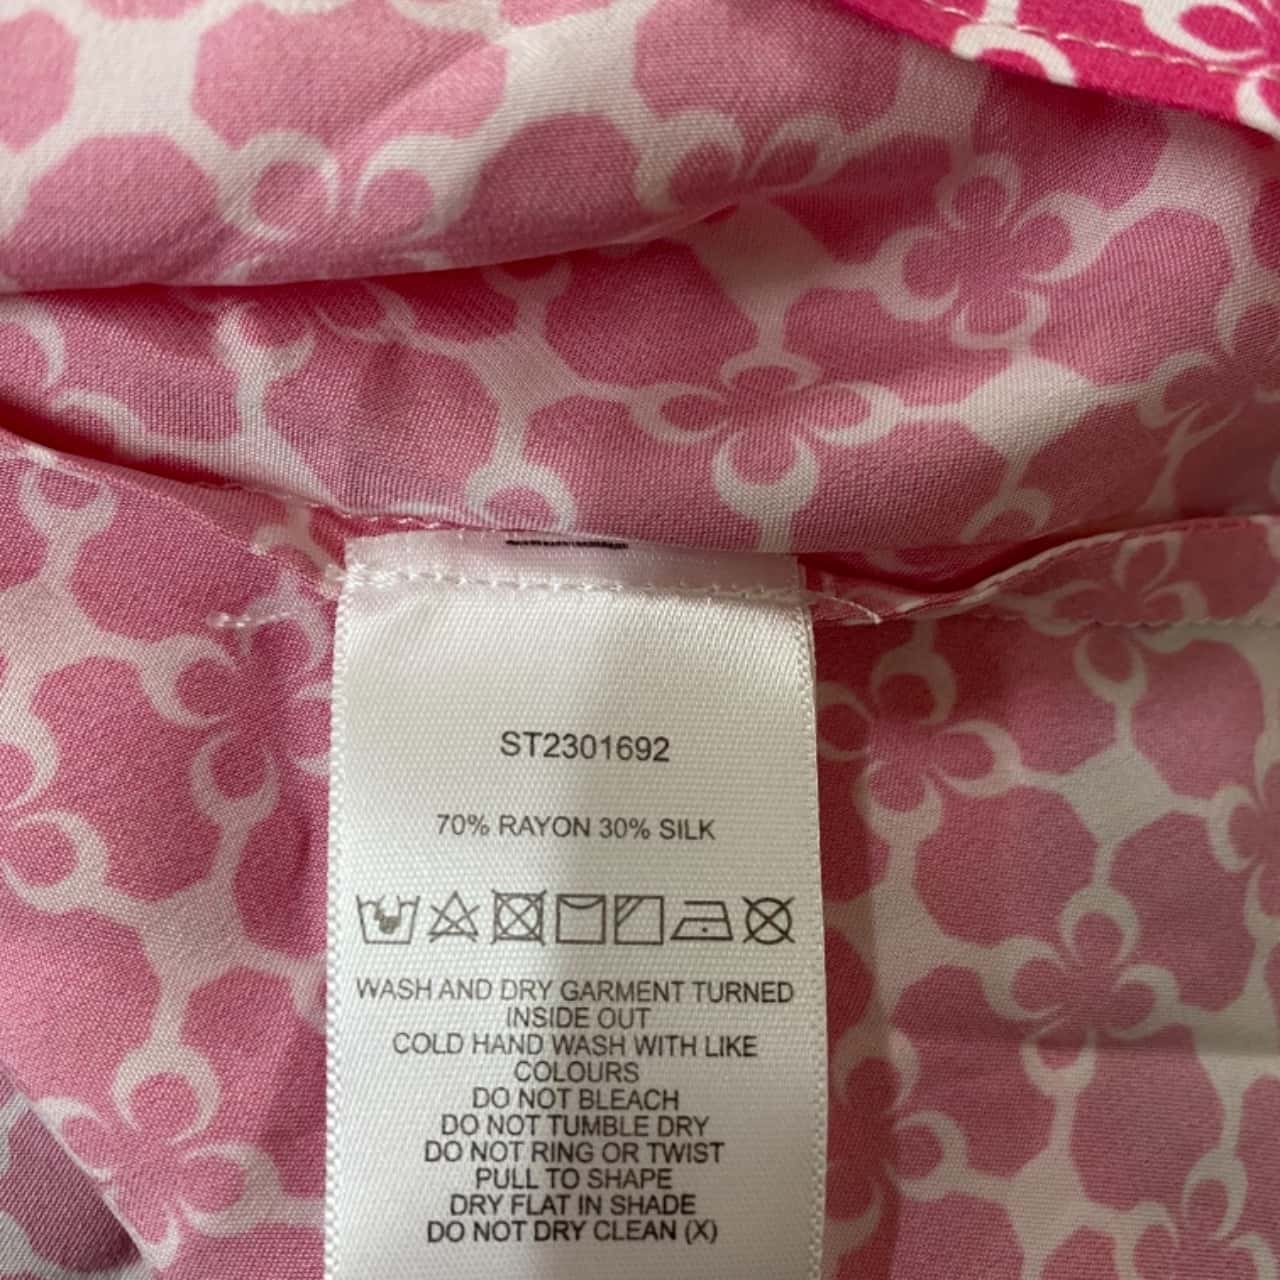 ST2301692
70% RAYON 30% SILK
WASH AND DRY GARMENT TURNED
INSIDE OUT
COLD HAND WASH WITH LIKE
COLOURS
DO NOT BLEACH
DO NOT TUMBLE DRY
DO NOT RING OR TWIST
PULL TO SHAPE
DRY FLAT IN SHADE
DO NOT DRY CLEAN (X)